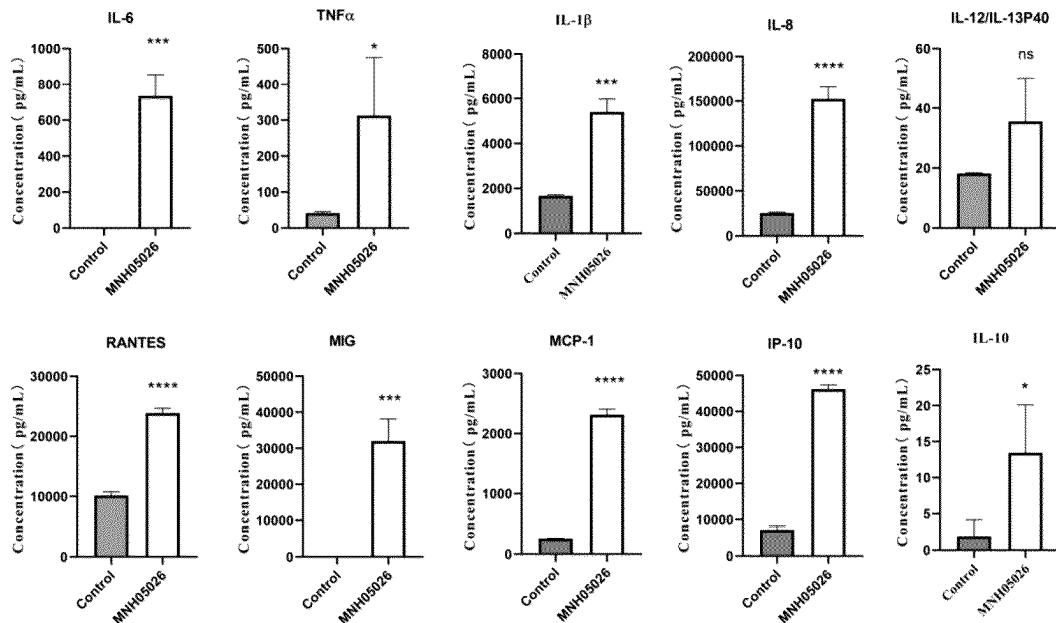 IL-6
TNFα
IL-1β
IL-8
IL-12/IL-13P40
Concentration( pg/mL)
1000
800
600
400
200
0
***
Control
MNH05026
Concentration( pg/mL)
500
400
300
200
100
0
*
Control
MNH05026
Concentration( pg/mL)
8000
6000
4000
2000
0
***
Control
MNH05026
Concentration( pg/mL)
200000
150000
100000
50000
0
****
Control
MNH05026
Concentration( pg/mL)
60
40
20
0
ns
Control
MNH05026
RANTES
MIG
MCP-1
IP-10
IL-10
Concentration( pg/mL)
30000
20000
10000
0
****
Control
MNH05026
Concentration( pg/mL)
50000
40000
30000
20000
10000
0
***
Control
MNH05026
Concentration( pg/mL)
3000
2000
1000
0
****
Control
MNH05026
Concentration( pg/mL)
50000
40000
30000
20000
10000
0
****
Control
MNH05026
Concentration( pg/mL)
25
20
15
10
5
0
*
Control
MNH05026